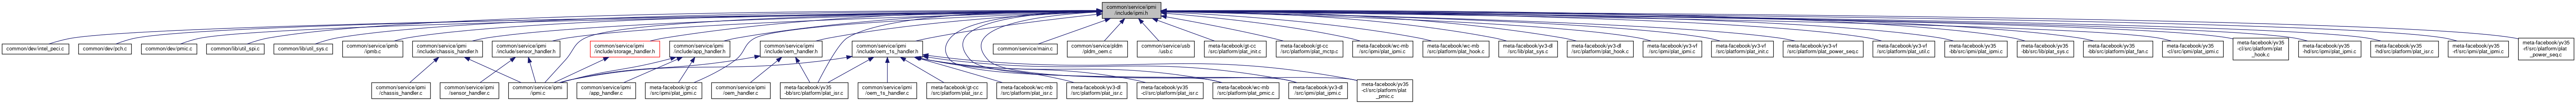 common/service/ipmi
/include/ipmi.h
common/dev/intel_peci.c
common/dev/pch.c
common/dev/pmic.c
common/lib/util_spi.c
common/lib/util_sys.c
common/service/ipmb
/ipmb.c
common/service/ipmi
/include/chassis_handler.h
common/service/ipmi
/include/sensor_handler.h
common/service/ipmi
/include/storage_handler.h
common/service/ipmi
/include/app_handler.h
common/service/ipmi
/include/oem_handler.h
common/service/ipmi
/include/oem_1s_handler.h
common/service/main.c
common/service/pldm
/pldm_oem.c
common/service/usb
/usb.c
meta-facebook/gt-cc
/src/platform/plat_init.c
meta-facebook/gt-cc
/src/platform/plat_mctp.c
meta-facebook/wc-mb
/src/ipmi/plat_ipmi.c
meta-facebook/wc-mb
/src/platform/plat_hook.c
meta-facebook/yv3-dl
/src/lib/plat_sys.c
meta-facebook/yv3-dl
/src/platform/plat_hook.c
meta-facebook/yv3-vf
/src/ipmi/plat_ipmi.c
meta-facebook/yv3-vf
/src/platform/plat_init.c
meta-facebook/yv3-vf
/src/platform/plat_power_seq.c
meta-facebook/yv3-vf
/src/platform/plat_util.c
meta-facebook/yv35
-bb/src/ipmi/plat_ipmi.c
meta-facebook/yv35
-bb/src/lib/plat_sys.c
meta-facebook/yv35
-bb/src/platform/plat_fan.c
meta-facebook/yv35
-cl/src/ipmi/plat_ipmi.c
meta-facebook/yv35
-cl/src/platform/plat
_hook.c
meta-facebook/yv35
-hd/src/ipmi/plat_ipmi.c
meta-facebook/yv35
-hd/src/platform/plat_isr.c
meta-facebook/yv35
-rf/src/ipmi/plat_ipmi.c
meta-facebook/yv35
-rf/src/platform/plat
_power_seq.c
common/service/ipmi
/chassis_handler.c
common/service/ipmi
/sensor_handler.c
common/service/ipmi
/ipmi.c
common/service/ipmi
/app_handler.c
meta-facebook/gt-cc
/src/ipmi/plat_ipmi.c
common/service/ipmi
/oem_handler.c
meta-facebook/yv35
-bb/src/platform/plat_isr.c
common/service/ipmi
/oem_1s_handler.c
meta-facebook/gt-cc
/src/platform/plat_isr.c
meta-facebook/wc-mb
/src/platform/plat_isr.c
meta-facebook/yv3-dl
/src/platform/plat_isr.c
meta-facebook/yv35
-cl/src/platform/plat_isr.c
meta-facebook/wc-mb
/src/platform/plat_pmic.c
meta-facebook/yv3-dl
/src/ipmi/plat_ipmi.c
meta-facebook/yv35
-cl/src/platform/plat
_pmic.c